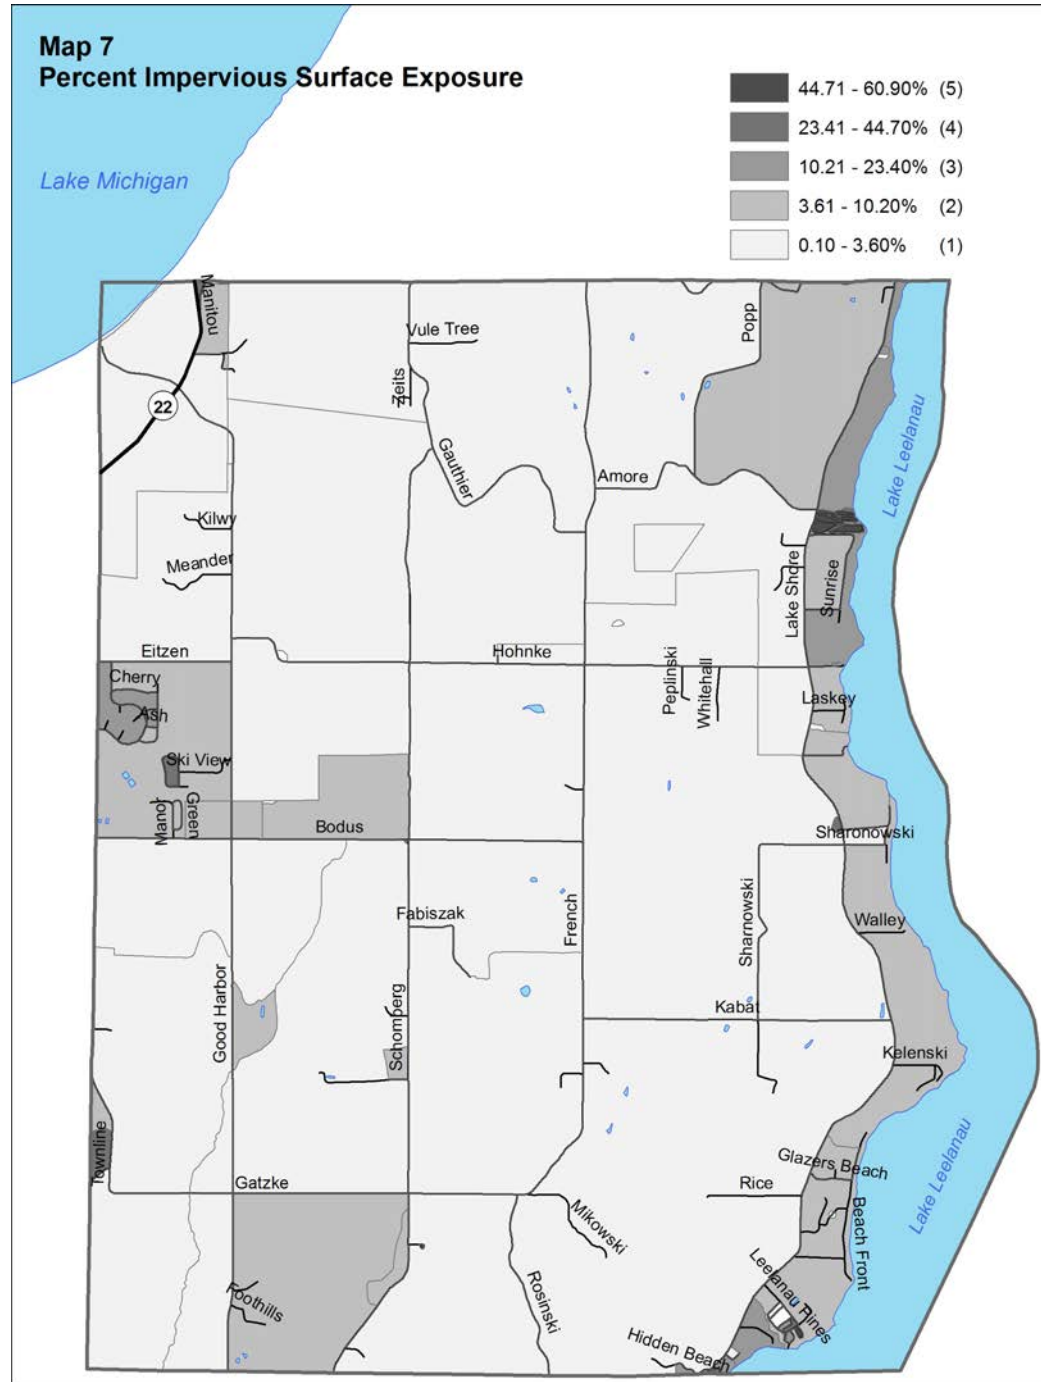 Map 7
Percent Impervious Surface Exposure
44.71 - 60.90% (5)
23.41 - 44.70% (4)
10.21 - 23.40% (3)
3.61 - 10.20% (2)
0.10 - 3.60% (1)
Lake Michigan
Manitou
Vule Tree
Popp
Zeits
22
Gauthier
Lake Leelanau
Amore
Kilwy
Meander
Lake Shore
Sunrise
Eitzen
Hohnke
Cherry
Peplinski
Whitehall
Laskey
Ash
Ski View
Manor
Green
Bodus
Sharonowski
Fabiszak
French
Sharnowski
Walley
Good Harbor
Schomberg
Kabat
Kelenski
Townline
Glazers Beach
Lake Leelanau
Gatzke
Rice
Mikowski
Beach Front
Foothills
Rosinski
Leelanau Pines
Hidden Beach